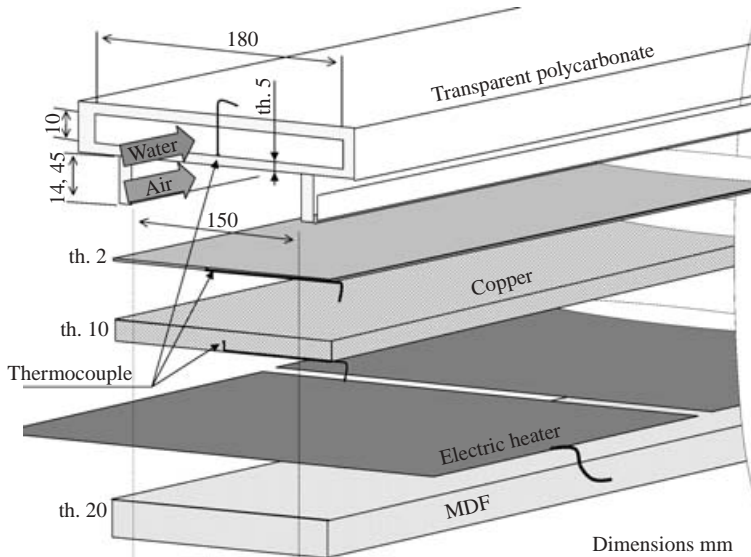 180
Transparent polycarbonate
th. 5
10
Water
14, 45
Air
150
th. 2
Copper
th. 10
Thermocouple
Electric heater
th. 20
MDF
Dimensions mm